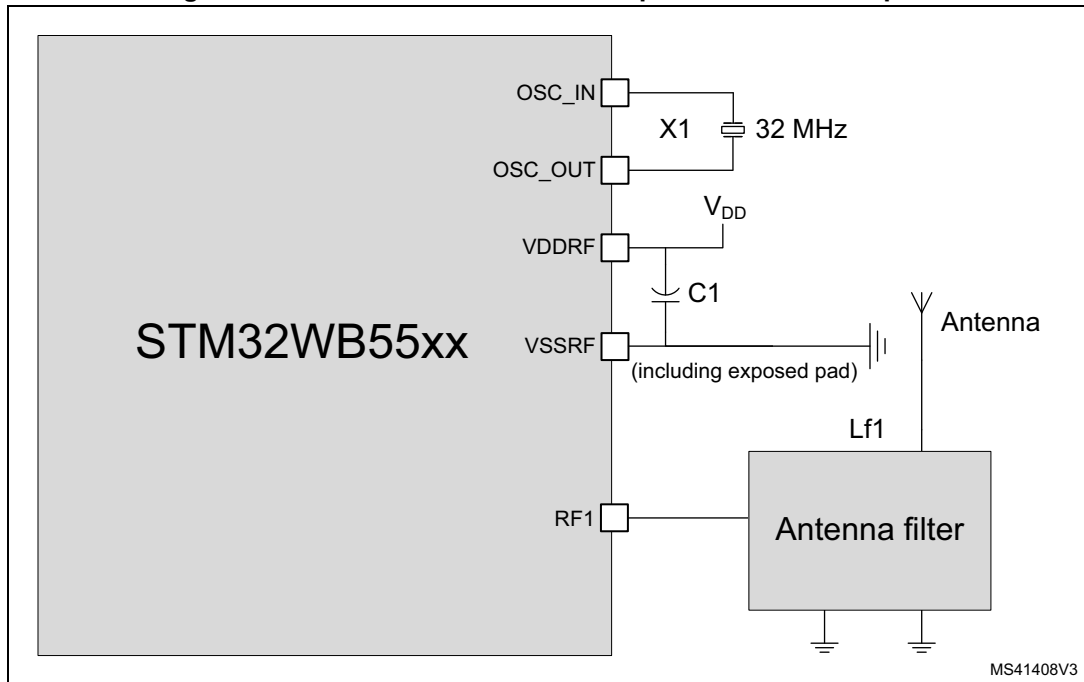 OSC_IN
X1
32 MHz
OSC_OUT
VDD
VDDRF
C1
STM32WB55xx
VSSRF
(including exposed pad)
Antenna
Lf1
RF1
Antenna filter
MS41408V3